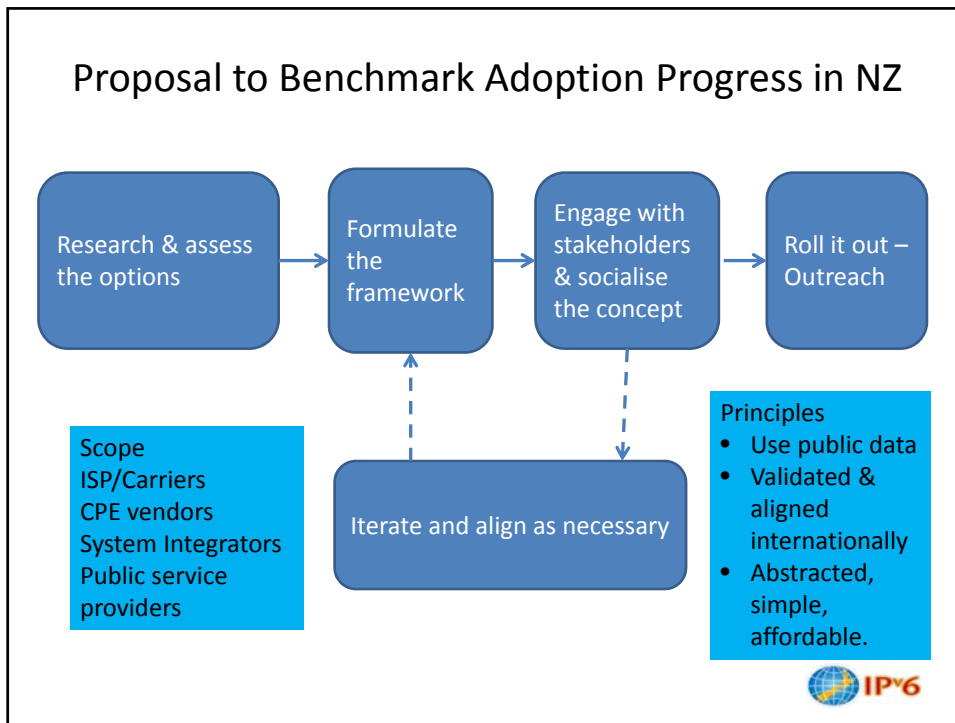 Proposal to Benchmark Adoption Progress in NZ
Research & assess
the options
Formulate
the
framework
Engage with
stakeholders
& socialise
the concept
Roll it out –
Outreach
Iterate and align as necessary
Scope
ISP/Carriers
CPE vendors
System Integrators
Public service
providers
Principles
• Use public data
• Validated &
aligned
internationally
• Abstracted,
simple,
affordable.
IPv6